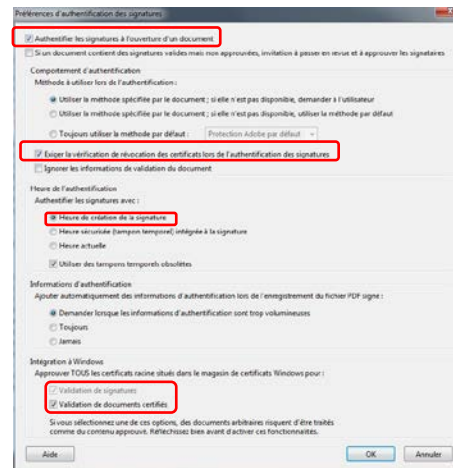 Préférences d'authentification des signatures
Authentifier les signatures à l'ouverture d'un document
Si un document contient des signatures valides mais non approuvées, invitation à passer en revue et à approuver les signataires
Comportement d'authentification
Méthode à utiliser lors de l'authentification :
Utiliser la méthode spécifiée par le document ; si elle n'est pas disponible, demander à l'utilisateur
Utiliser la méthode spécifiée par le document ; si elle n'est pas disponible, utiliser la méthode par défaut
Toujours utiliser la méthode par défaut : Protection Adobe par défaut
Exiger la vérification de révocation des certificats lors de l'authentification des signatures
Ignorer les informations de validation du document
Heure de l'authentification
Authentifier les signatures avec :
Heure de création de la signature
Heure sécurisée (tampon temporel) intégrée à la signature
Heure actuelle
Utiliser des tampons temporels obsolètes
Informations d'authentification
Ajouter automatiquement des informations d'authentification lors de l'enregistrement du fichier PDF signé :
Demander lorsque les informations d'authentification sont trop volumineuses
Toujours
Jamais
Intégration à Windows
Approuver TOUS les certificats racine situés dans le magasin de certificats Windows pour :
Validation de signatures
Validation de documents certifiés
Si vous sélectionnez une de ces options, des documents arbitraires risquent d'être traités
comme du contenu approuvé. Réfléchissez bien avant d'activer ces fonctionnalités.
Aide OK Annuler